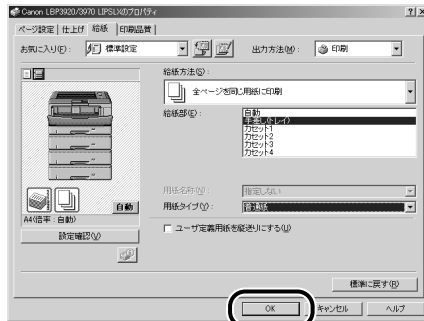 Canon LBP3920/3970 LIPSLXのプロパティ
ページ設定 仕上げ 給紙 印刷品質
お気に入り(F): 標準設定 出力方法(M): 印刷
給紙方法(S):
全ページを同じ用紙に印刷
給紙部(E): 自動
手差し(トレイ)
カセット1
カセット2
カセット3
カセット4
自動
A4(倍率:自動)
用紙名称(N): 指定しない
用紙タイプ(Y): 普通紙
設定確認(V)
ユーザ定義用紙を縦送りにする(U)
標準に戻す(R)
OK キャンセル ヘルプ